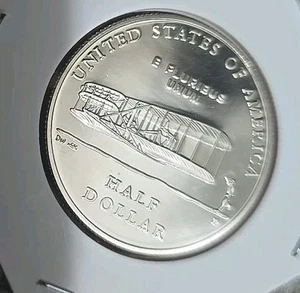 UNITED STATES OF AMERICA
E PLURIBUS
UNUM
HALF
DOLLAR